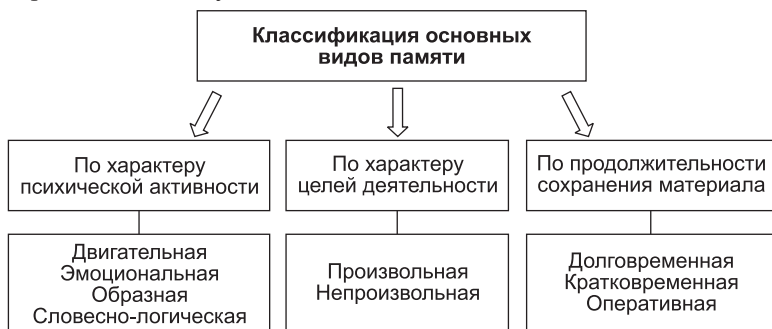 Классификация основных
видов памяти
По характеру
психической активности
По характеру
целей деятельности
По продолжительности
сохранения материала
Двигательная
Эмоциональная
Образная
Словесно-логическая
Произвольная
Непроизвольная
Долговременная
Кратковременная
Оперативная